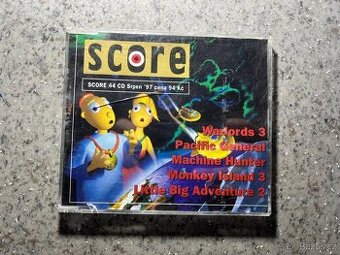 score
SCORE 44 CD Srpen '97 cena 94 Kč
Warlords 3
Pacific General
Machine Hunter
Monkey Island 3
Little Big Adventure 2